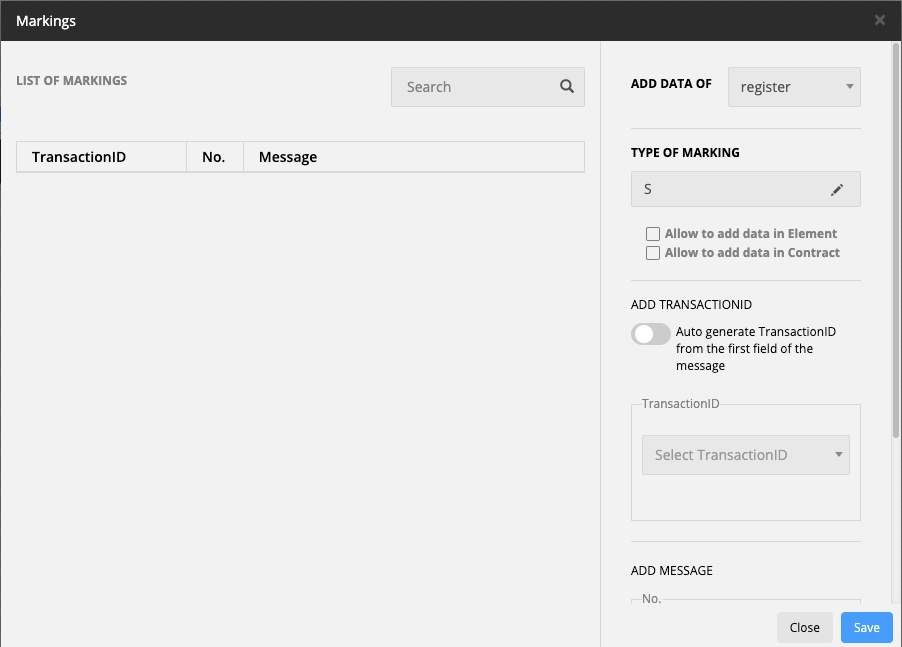 Markings
LIST OF MARKINGS
Search
TransactionID No. Message
ADD DATA OF
register
TYPE OF MARKING
S
Allow to add data in Element
Allow to add data in Contract
ADD TRANSACTIONID
Auto generate TransactionID
from the first field of the
message
TransactionID
Select TransactionID
ADD MESSAGE
No.
Close
Save